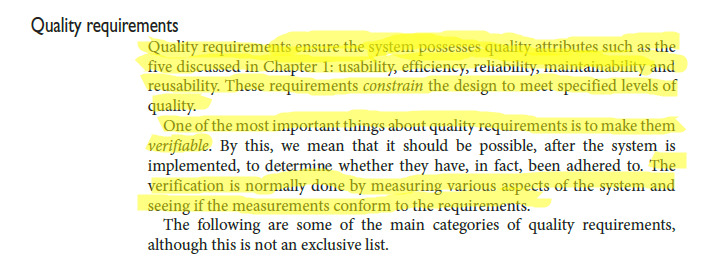 Quality requirements
Quality requirements ensure the system possesses quality attributes such as the
five discussed in Chapter 1: usability, efficiency, reliability, maintainability and
reusability. These requirements constrain the design to meet specified levels of
quality.
One of the most important things about quality requirements is to make them
verifiable. By this, we mean that it should be possible, after the system is
implemented, to determine whether they have, in fact, been adhered to. The
verification is normally done by measuring various aspects of the system and
seeing if the measurements conform to the requirements.
The following are some of the main categories of quality requirements,
although this is not an exclusive list.